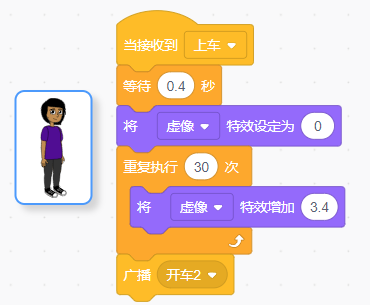 当接收到 上车
等待 0.4 秒
将 虚像 特效设定为 0
重复执行 30 次
将 虚像 特效增加 3.4
广播 开车2